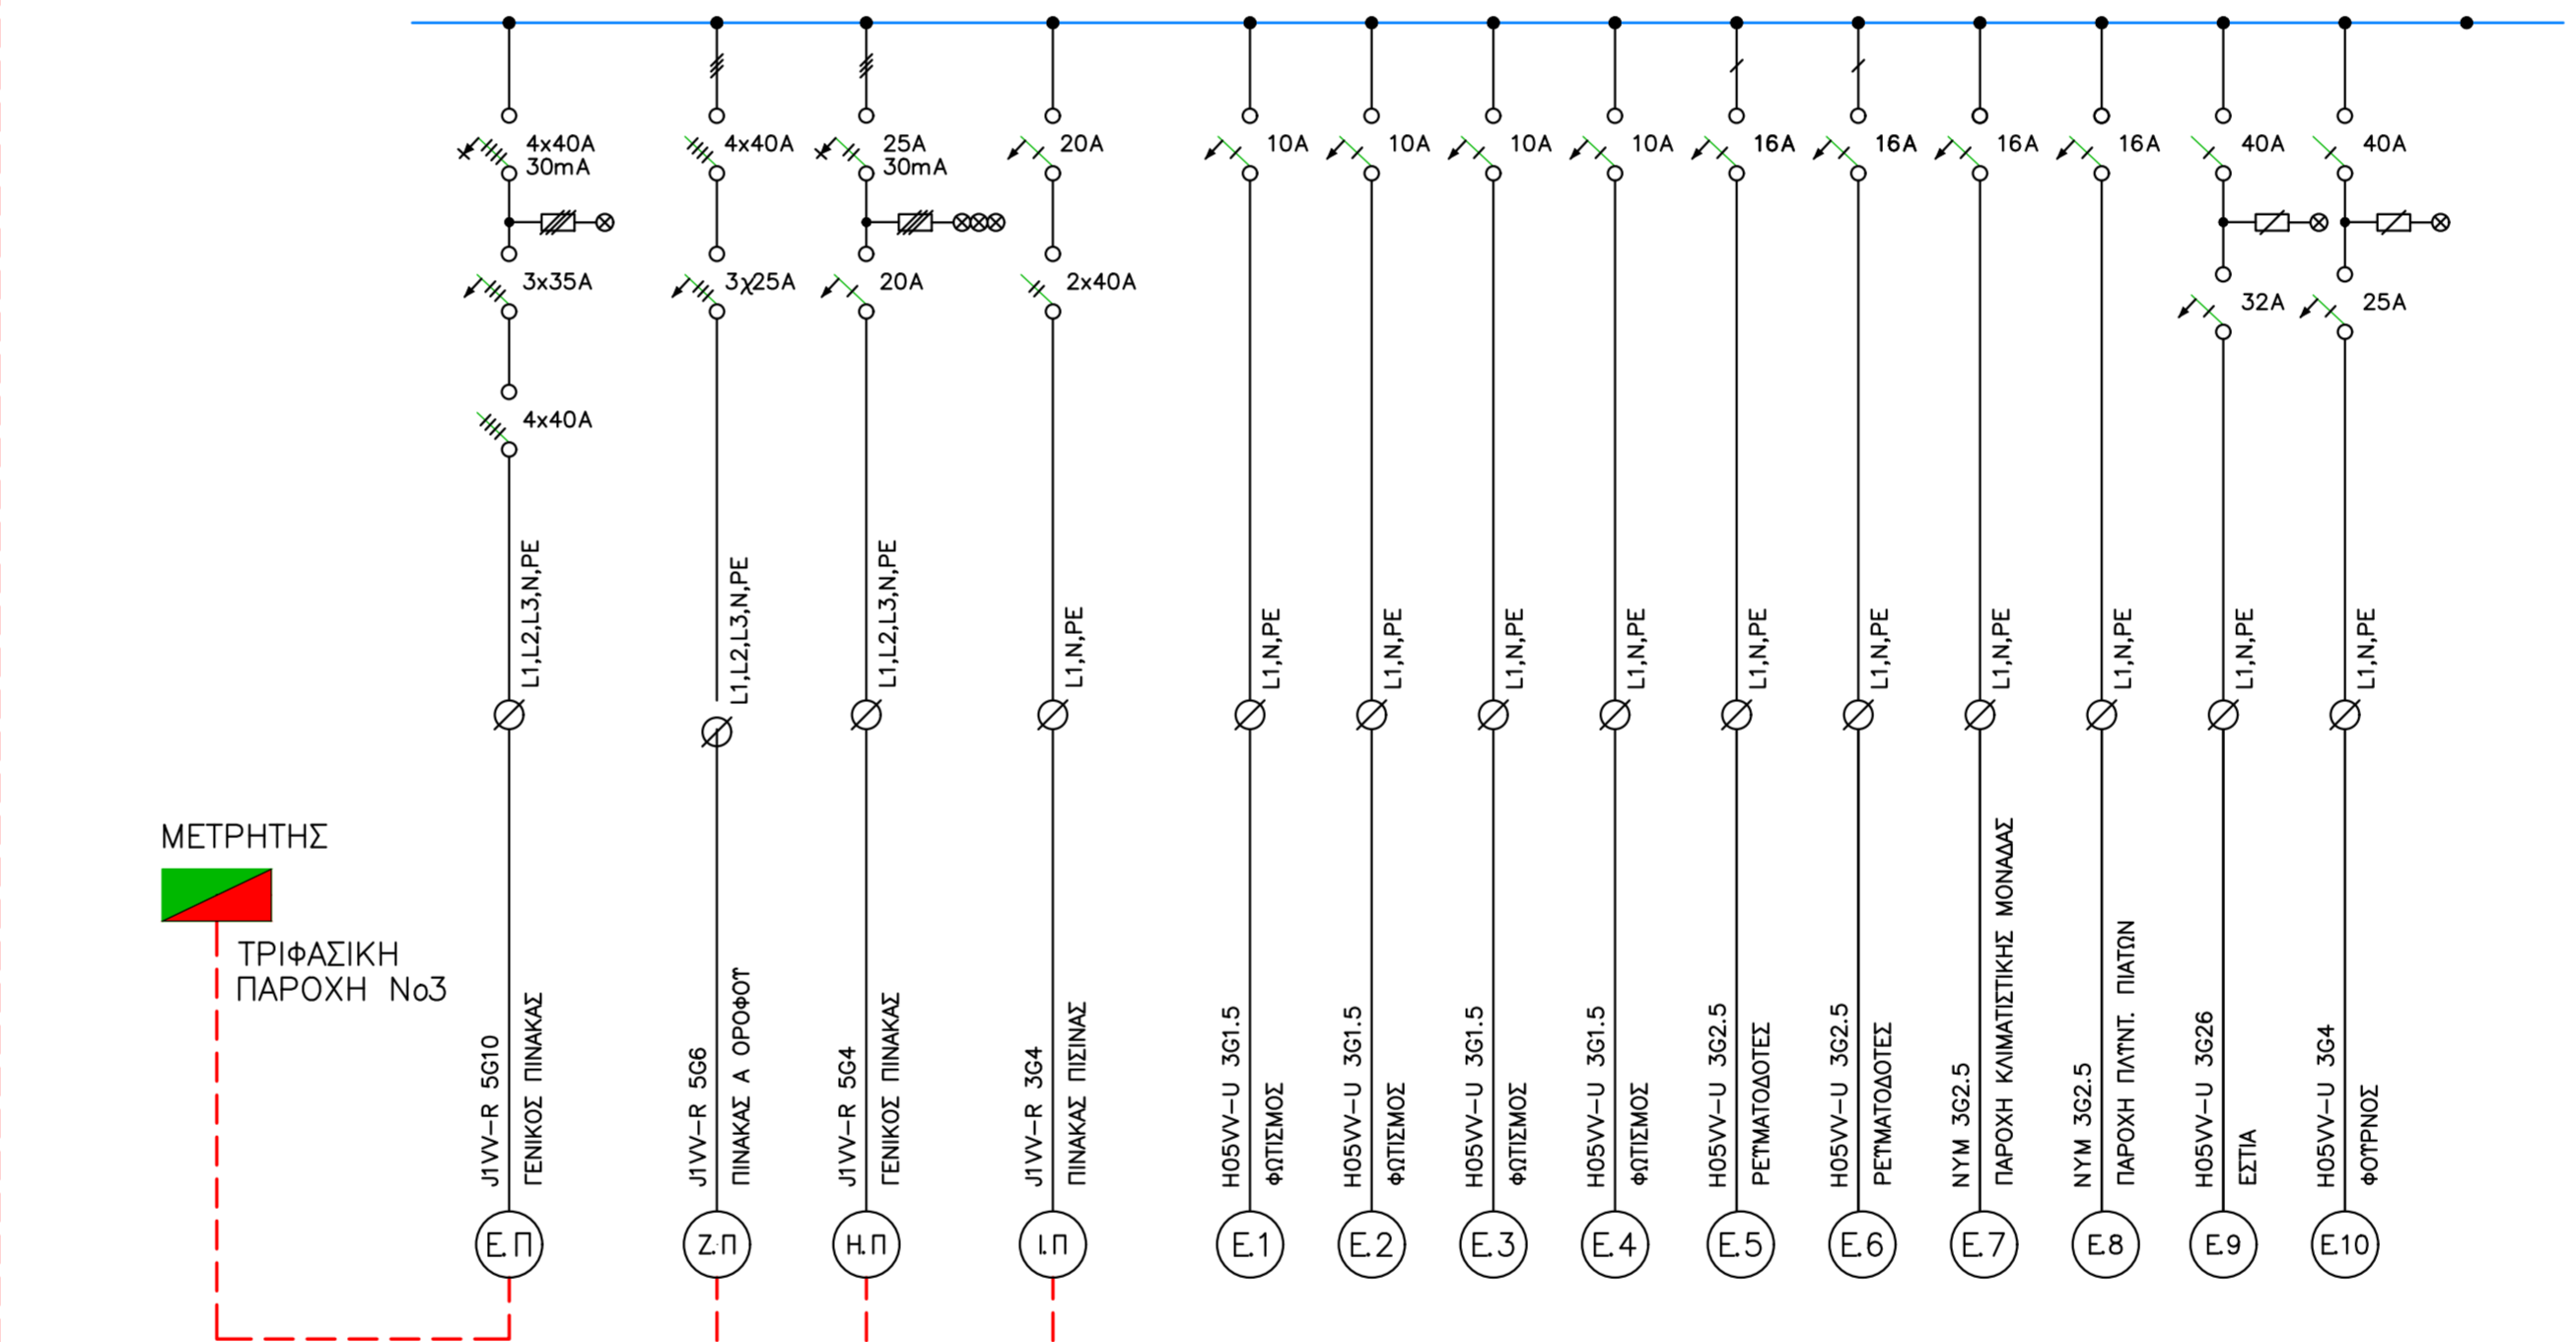 4x40A
30mA
4x40A
25A
30mA
20A
10A
10A
10A
10A
16A
16A
16A
16A
40A
40A
3x35A
3χ25A
20A
2x40A
32A
25A
4x40A
L1,L2,L3,N,PE
L1,L2,L3,N,PE
L1,L2,L3,N,PE
L1,N,PE
L1,N,PE
L1,N,PE
L1,N,PE
L1,N,PE
L1,N,PE
L1,N,PE
L1,N,PE
L1,N,PE
L1,N,PE
L1,N,PE
ΜΕΤΡΗΤΗΣ
ΤΡΙΦΑΣΙΚΗ
ΠΑΡΟΧΗ No3
J1VV-R 5G10
ΓΕΝΙΚΟΣ ΠΙΝΑΚΑΣ
J1VV-R 5G6
ΠΙΝΑΚΑΣ Α ΟΡΟΦΟΥ
J1VV-R 5G4
ΓΕΝΙΚΟΣ ΠΙΝΑΚΑΣ
J1VV-R 3G4
ΠΙΝΑΚΑΣ ΠΙΣΙΝΑΣ
H05VV-U 3G1.5
ΦΩΤΙΣΜΟΣ
H05VV-U 3G1.5
ΦΩΤΙΣΜΟΣ
H05VV-U 3G1.5
ΦΩΤΙΣΜΟΣ
H05VV-U 3G1.5
ΦΩΤΙΣΜΟΣ
H05VV-U 3G2.5
ΡΕΥΜΑΤΟΔΟΤΕΣ
H05VV-U 3G2.5
ΡΕΥΜΑΤΟΔΟΤΕΣ
NYM 3G2.5
ΠΑΡΟΧΗ ΚΛΙΜΑΤΙΣΤΙΚΗΣ ΜΟΝΑΔΑΣ
NYM 3G2.5
ΠΑΡΟΧΗ ΠΛΥΝΤ. ΠΙΑΤΩΝ
H05VV-U 3G26
ΕΣΤΙΑ
H05VV-U 3G4
ΦΟΥΡΝΟΣ
Ε.Π
Ζ.Π
Η.Π
Ι.Π
Ε.1
Ε.2
Ε.3
Ε.4
Ε.5
Ε.6
Ε.7
Ε.8
Ε.9
Ε.10